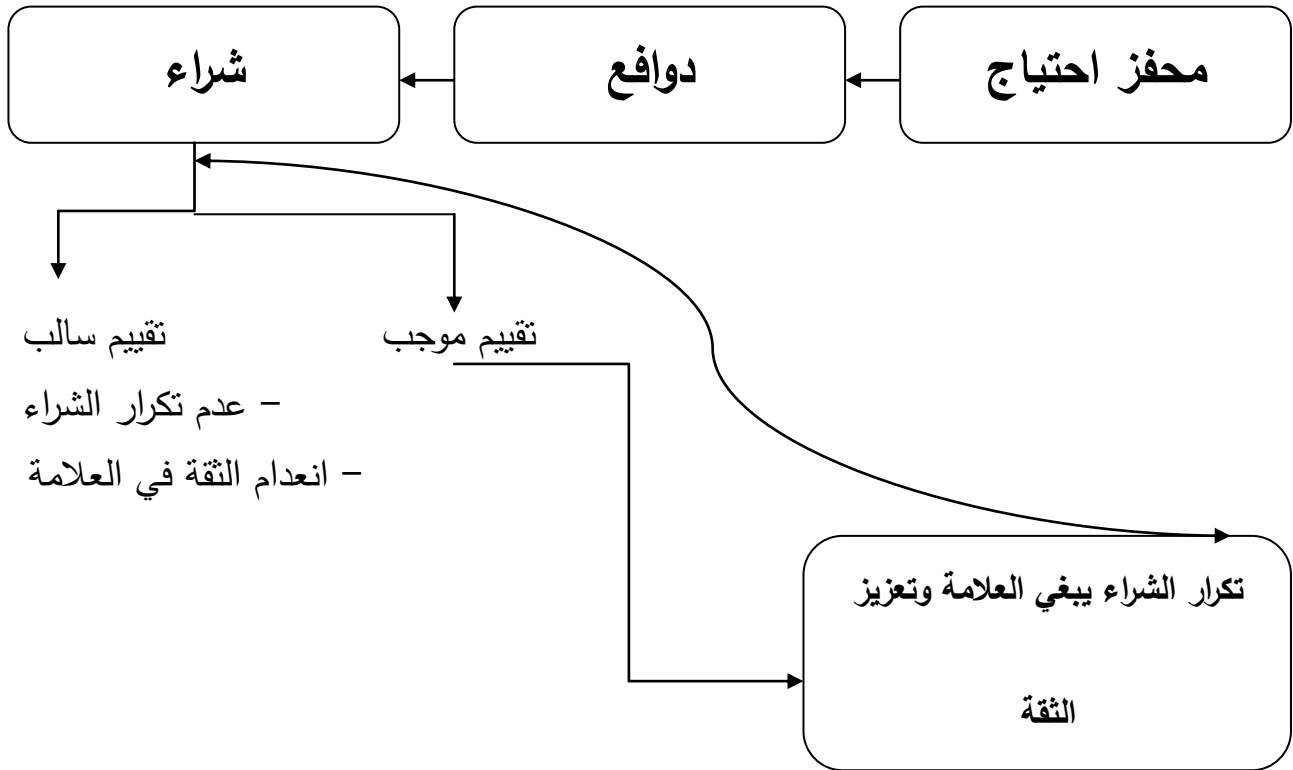 محفز احتياج
دوافع
شراء
تقييم موجب
تقييم سالب
– عدم تكرار الشراء
– انعدام الثقة في العلامة
تكرار الشراء يبغي العلامة وتعزيز
الثقة